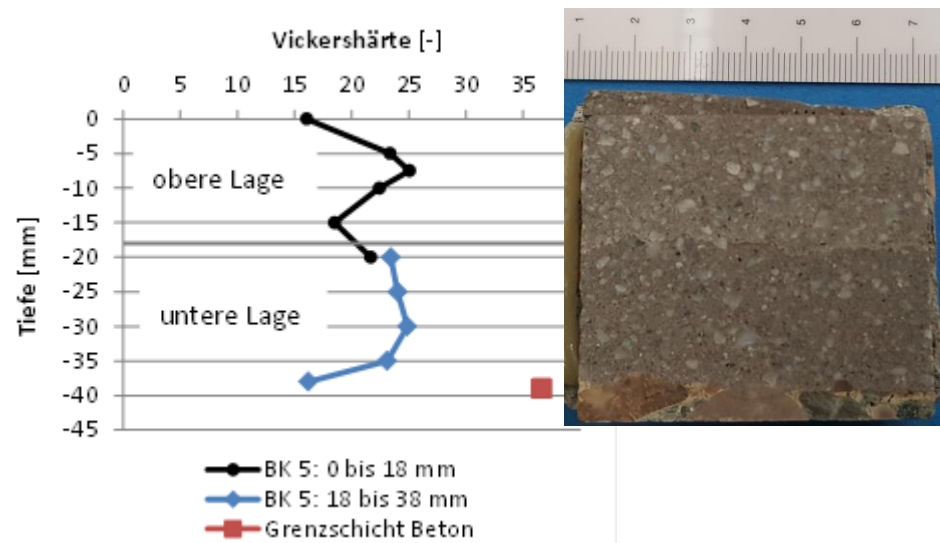 Vickershärte [-]
0 5 10 15 20 25 30 35
0
-5
-10
-15
-20
-25
-30
-35
-40
-45
Tiefe [mm]
obere Lage
untere Lage
BK 5: 0 bis 18 mm
BK 5: 18 bis 38 mm
Grenzschicht Beton
1 2 3 4 5 6 7